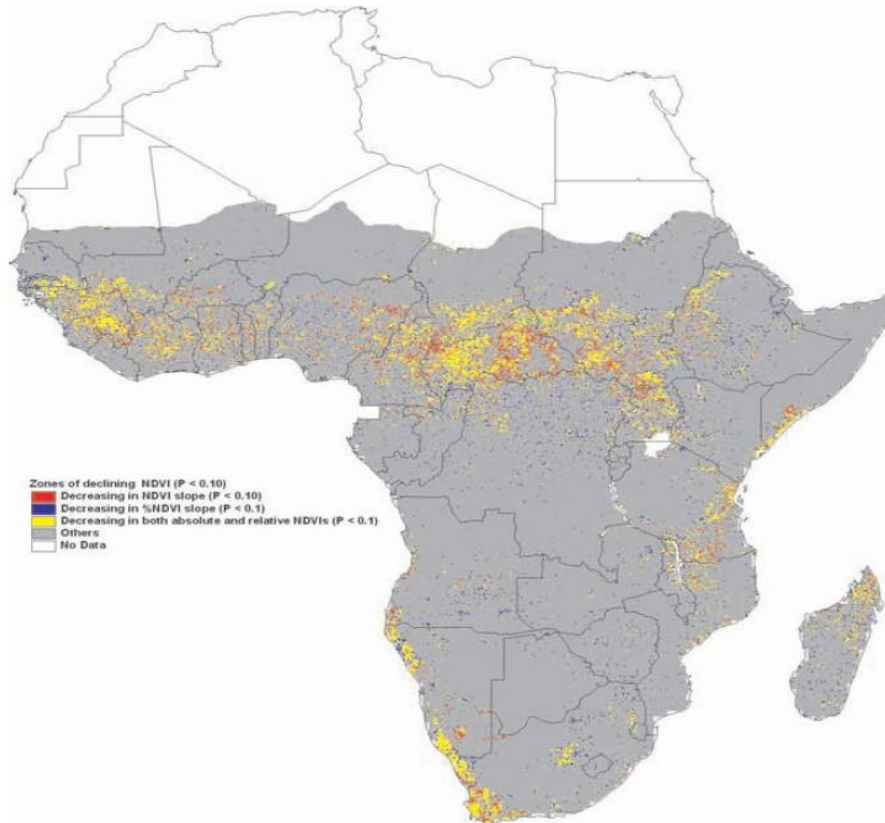 Zones of declining NDVI (P < 0.10)
Decreasing in NDVI slope (P < 0.10)
Decreasing in %NDVI slope (P < 0.1)
Decreasing in both absolute and relative NDVIs (P < 0.1)
Others
No Data